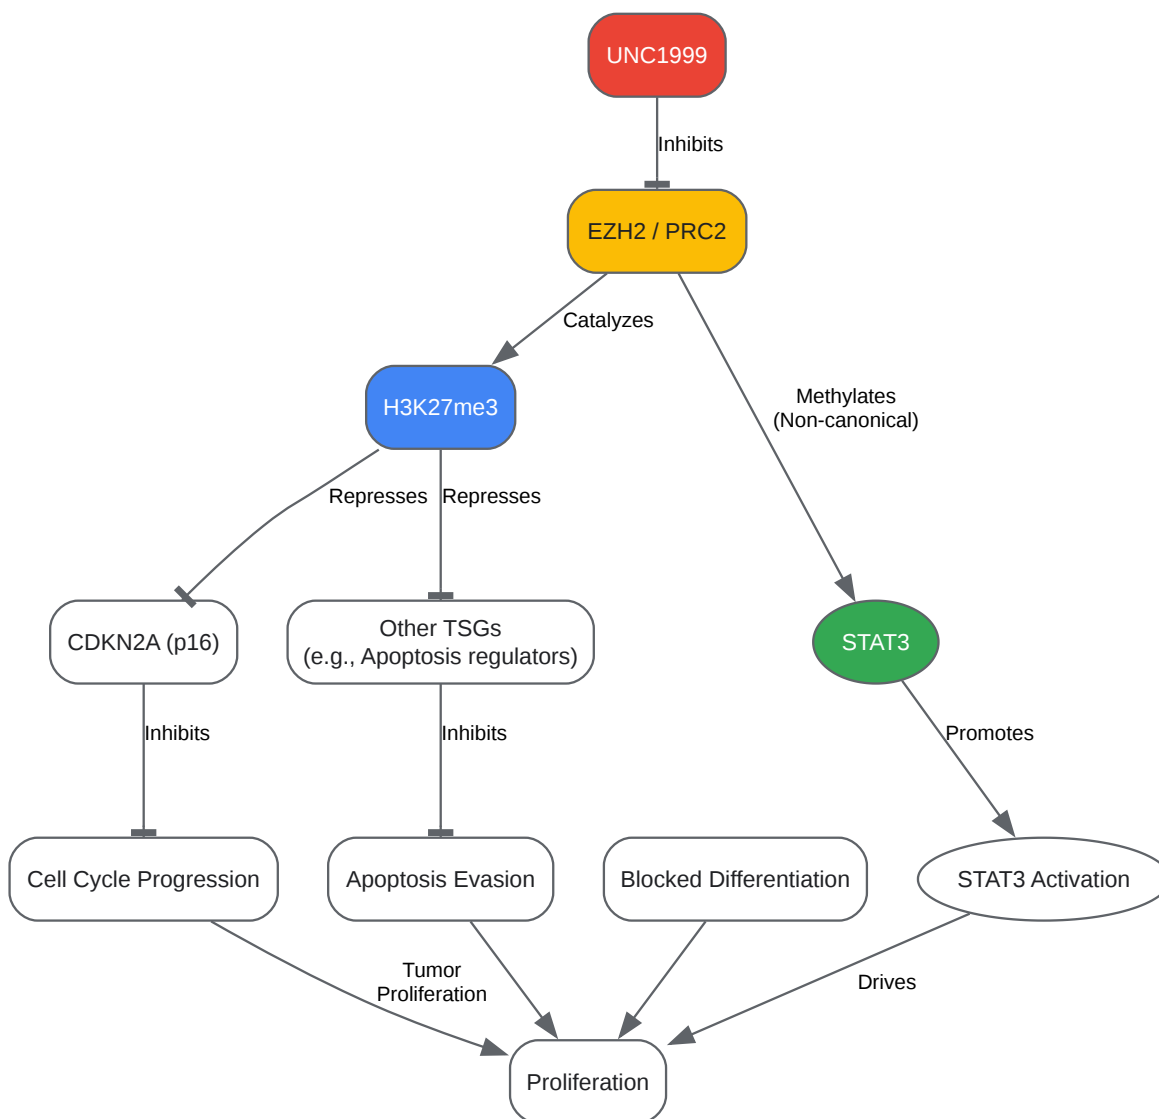 UNC1999
Inhibits
EZH2 / PRC2
Catalyzes
Methylates
(Non-canonical)
H3K27me3
Represses
Represses
CDKN2A (p16)
Other TSGs
(e.g., Apoptosis regulators)
STAT3
Inhibits
Inhibits
Promotes
Cell Cycle Progression
Apoptosis Evasion
Blocked Differentiation
STAT3 Activation
Tumor
Proliferation
Drives
Proliferation